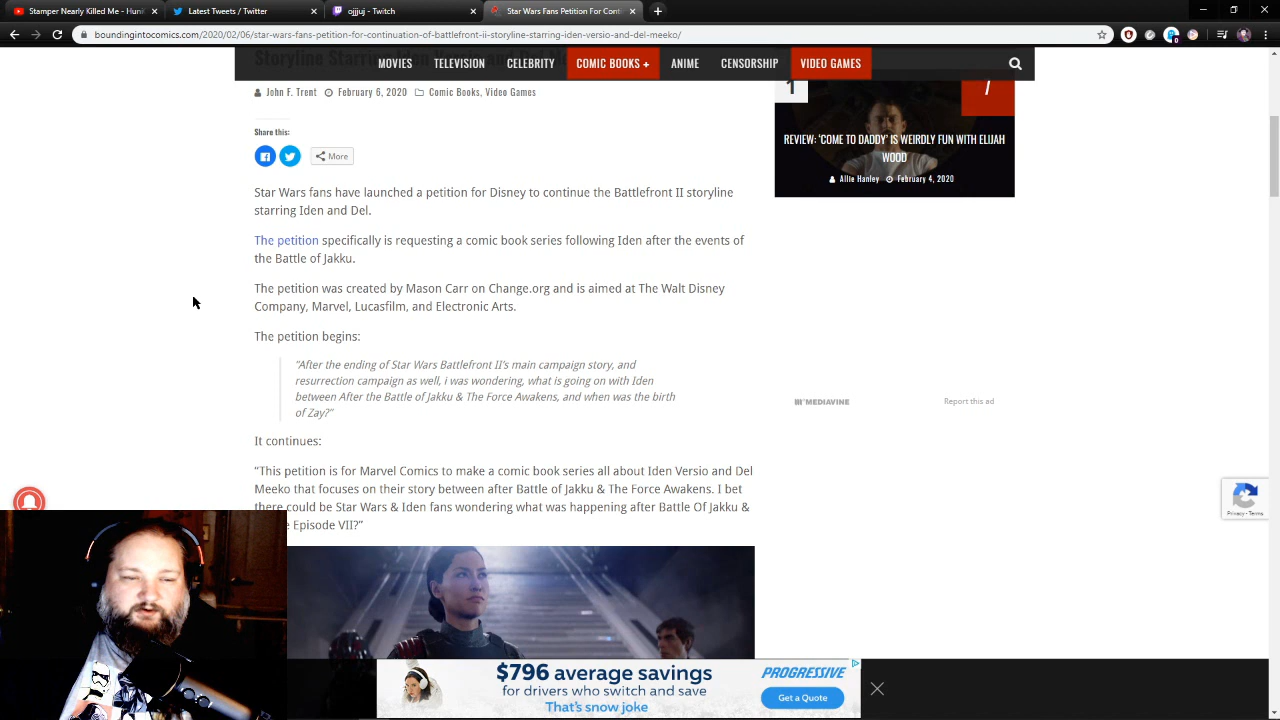 Stamper Nearly Killed me - Hunt
Latest Tweets / Twitter
ojjjuh - Twitch
Star Wars Fans Petition For Conti
boundingintocomics.com/2020/02/06/star-wars-fans-petition-for-continuation-of-battlefront-ii-storyline-starring-iden-versio-and-del-meeko/
MOVIES TELEVISION CELEBRITY COMIC BOOKS + ANIME CENSORSHIP VIDEO GAMES
John F. Trent February 6, 2020 Comic Books, Video Games
Share this:
More
Star Wars fans have launched a petition for Disney to continue the Battlefront II storyline
starring Iden and Del.
The petition specifically is requesting a comic book series following Iden after the events of
the Battle of Jakku.
The petition was created by Mason Carr on Change.org and is aimed at The Walt Disney
Company, Marvel, Lucasfilm, and Electronic Arts.
The petition begins:
“After the ending of Star Wars Battlefront II’s main campaign story, and
resurrection campaign as well, i was wondering, what is going on with Iden
between After the Battle of Jakku & The Force Awakens, and when was the birth
of Zay?”
It continues:
“This petition is for Marvel Comics to make a comic book series all about Iden Versio and Del
Meeko that focuses on their story between after Battle of Jakku & The Force Awakens. I bet
there could be Star Wars & Iden fans wondering what was happening after Battle Of Jakku &
e Episode VII?”
1
7
REVIEW: ‘COME TO DADDY’ IS WEIRDLY FUN WITH ELIJAH
WOOD
Allie Hanley February 4, 2020
MEDIAVINE
Report this ad
Privacy - Terms
$796 average savings
for drivers who switch and save
That’s snow joke
PROGRESSIVE
Get a Quote